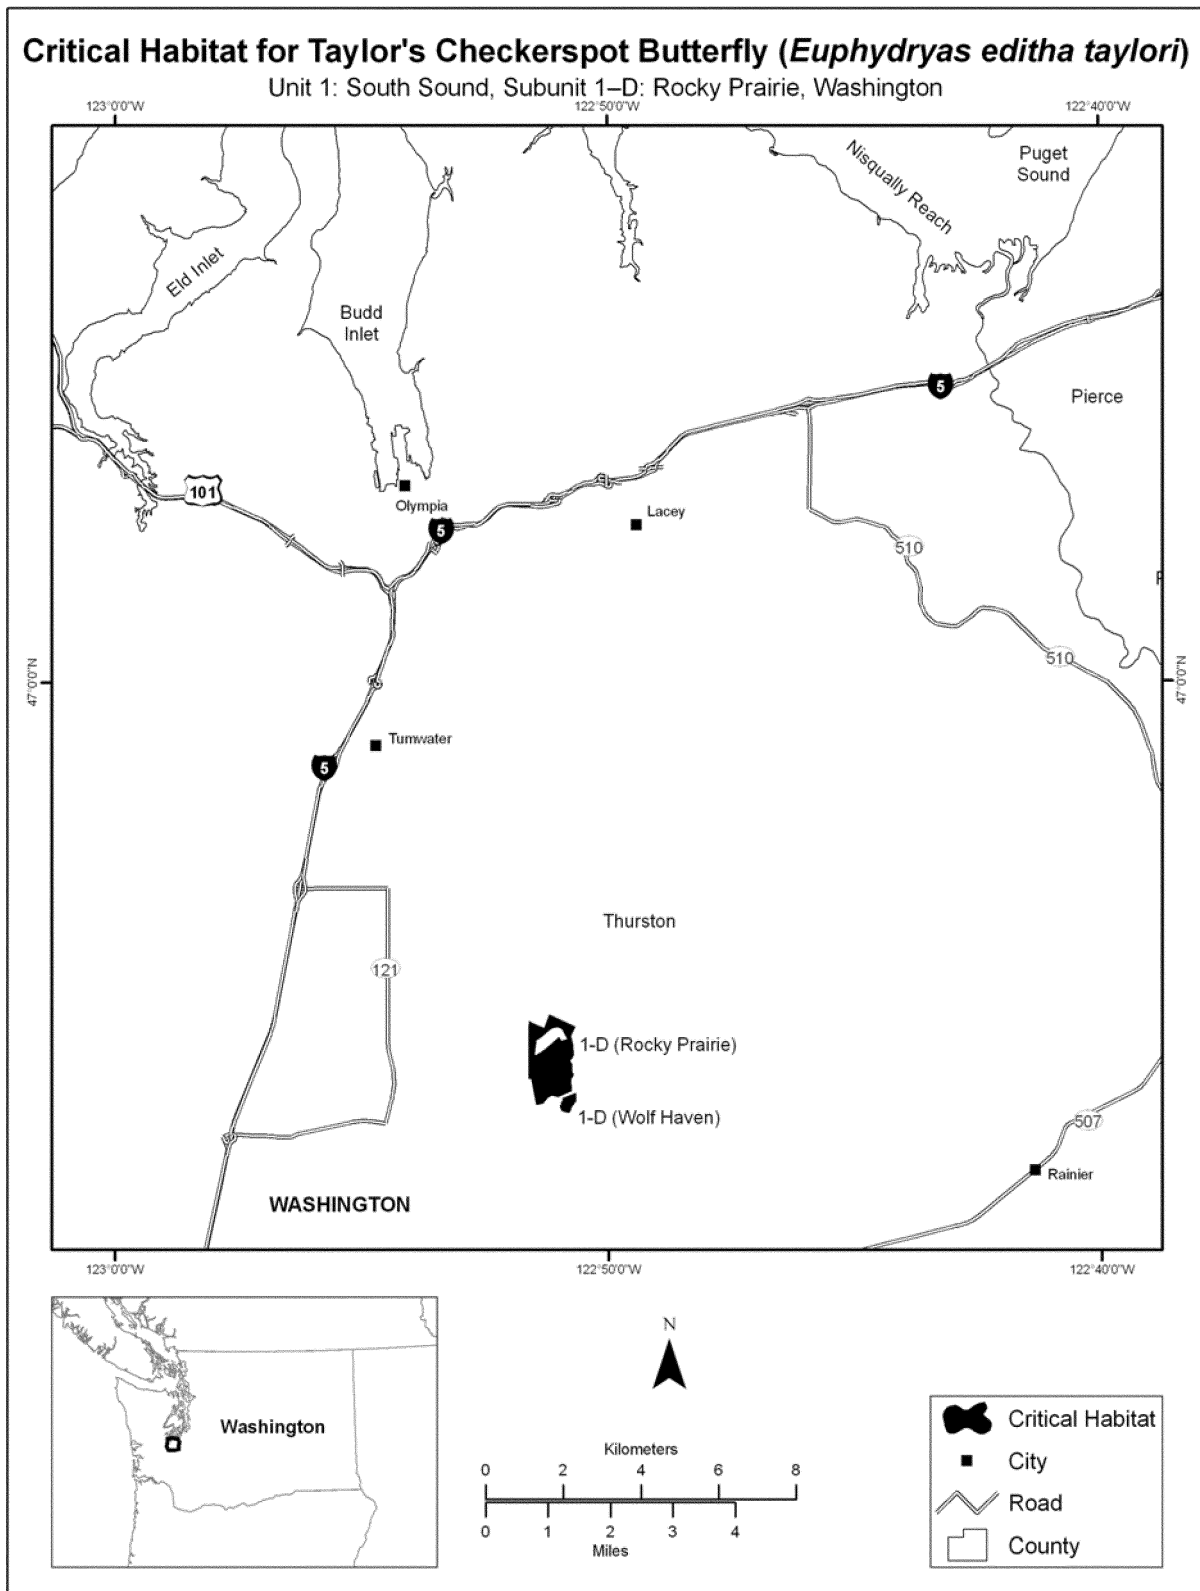 Critical Habitat for Taylor's Checkerspot Butterfly (Euphydryas editha taylori)
Unit 1: South Sound, Subunit 1–D: Rocky Prairie, Washington
123°0'0"W
122°50'0"W
122°40'0"W
Puget
Sound
Nisqually Reach
Eld Inlet
Budd
Inlet
5
Pierce
101
Olympia
5
Lacey
510
510
47°0'0"N
47°0'0"N
Tumwater
5
Thurston
121
1-D (Rocky Prairie)
1-D (Wolf Haven)
507
Rainier
WASHINGTON
123°0'0"W
122°50'0"W
122°40'0"W
Washington
N
Kilometers
0 2 4 6 8
0 1 2 3 4
Miles
Critical Habitat
City
Road
County